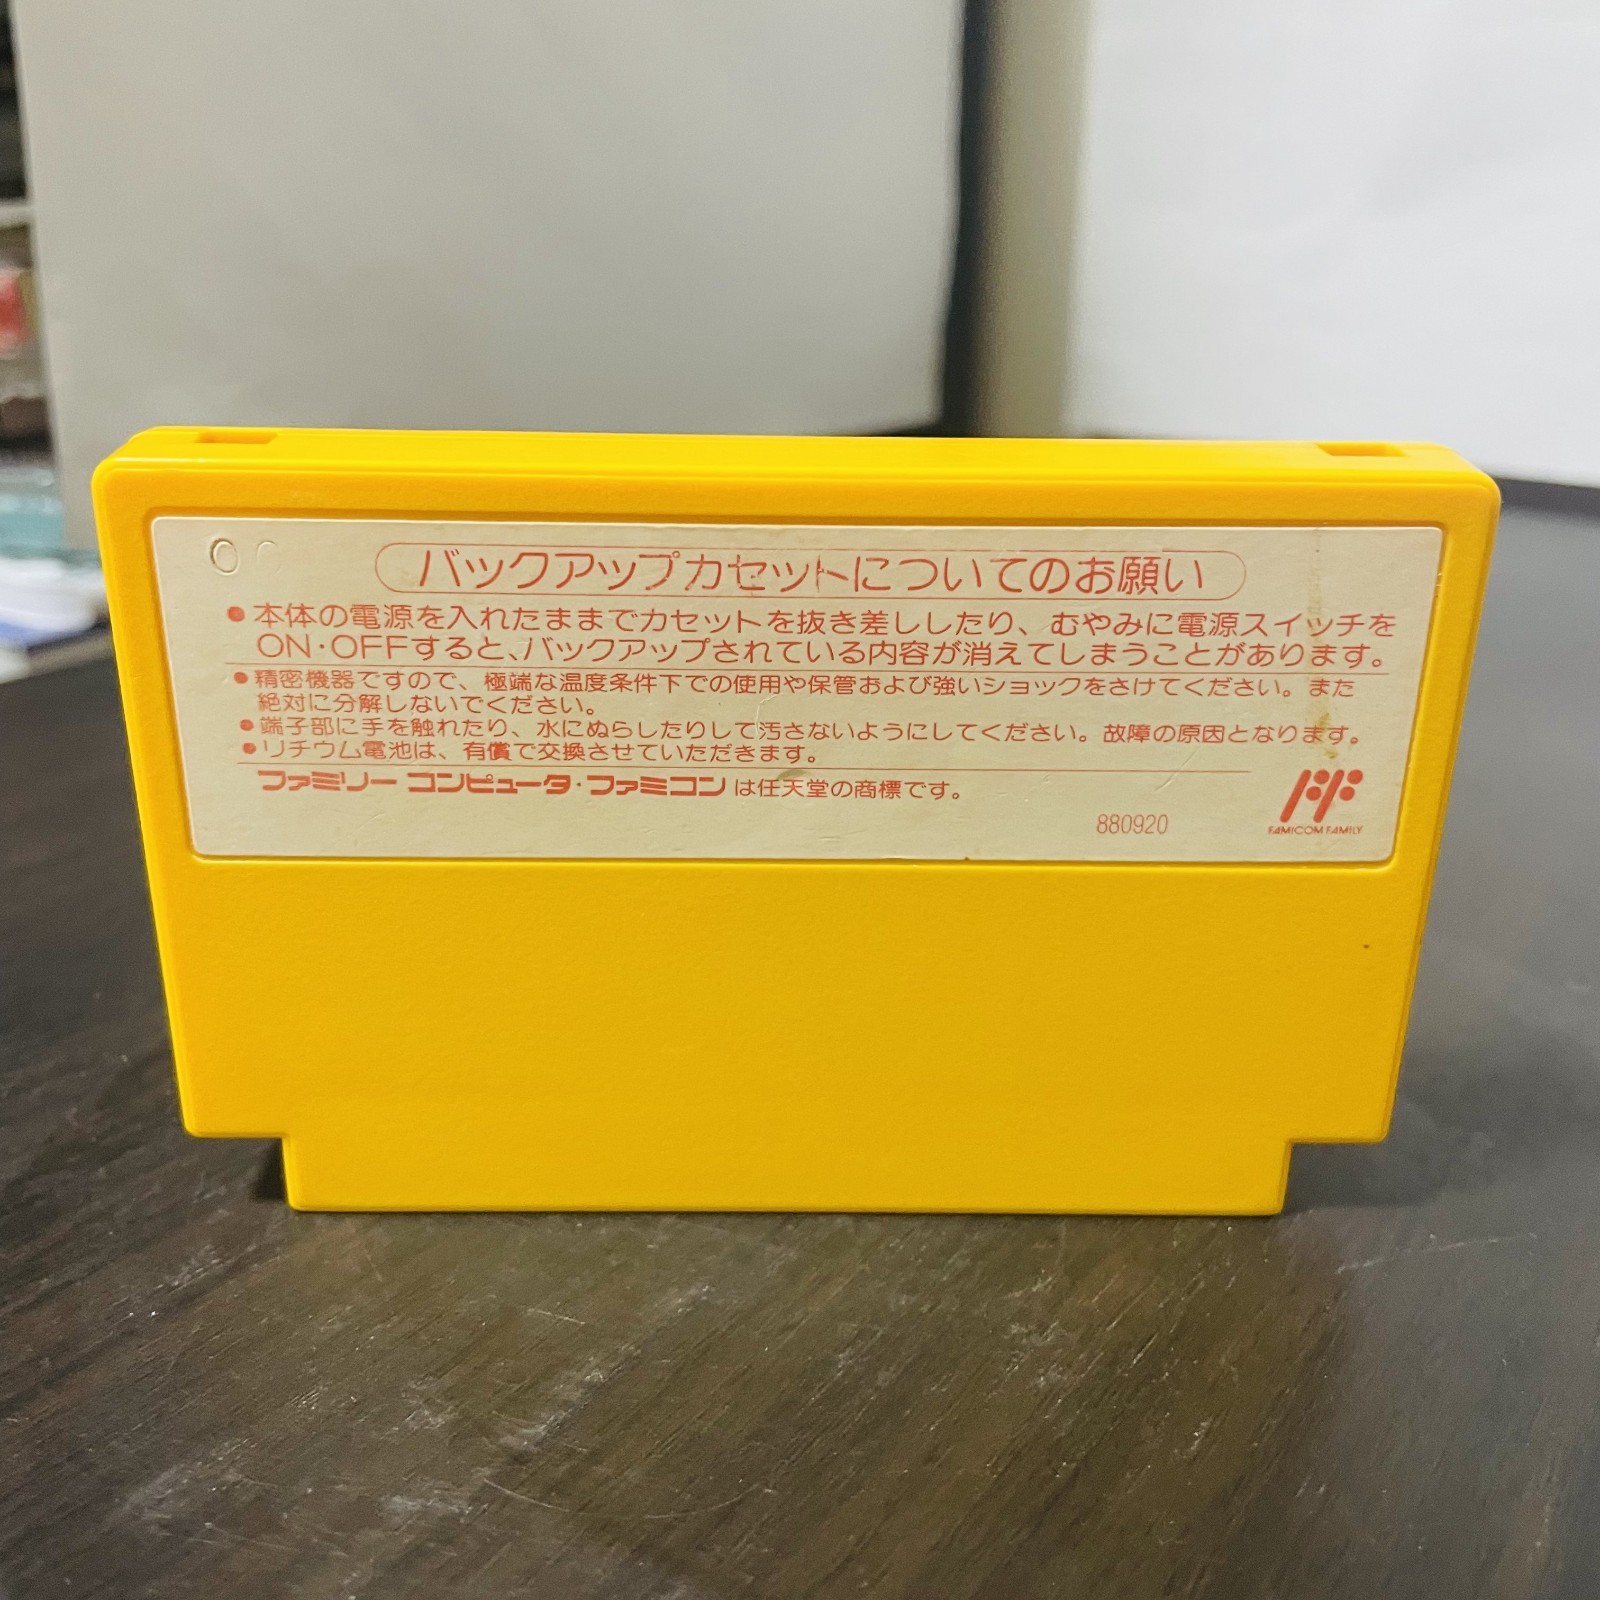 バックアップカセットについてのお願い
●本体の電源を入れたままでカセットを抜き差ししたり、むやみに電源スイッチを
ON・OFFすると、バックアップされている内容が消えてしまうことがあります。
●精密機器ですので、極端な温度条件下での使用や保管および強いショックをさけてください。また
絶対に分解しないでください。
●端子部に手を触れたり、水にぬらしたりして汚さないようにしてください。故障の原因となります。
●リチウム電池は、有償で交換させていただきます。
ファミリー コンピュータ・ファミコンは任天堂の商標です。
880920
FAMICOM FAMILY